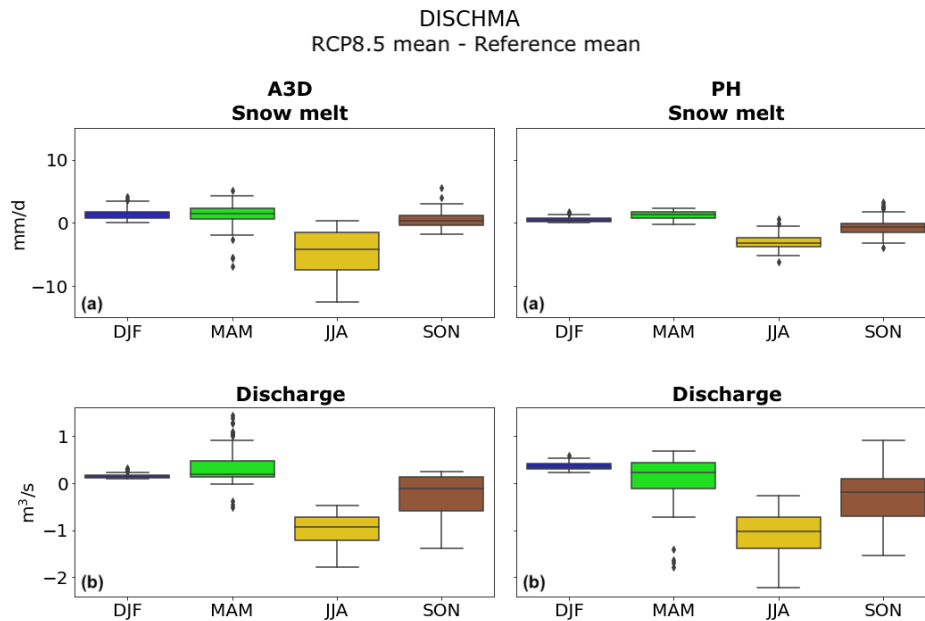 DISCHMA
RCP8.5 mean - Reference mean
A3D
Snow melt
PH
Snow melt
mm/d
10
0
−10
(a)
DJF MAM JJA SON
(a)
DJF MAM JJA SON
Discharge
Discharge
m³/s
1
0
−1
−2
(b)
DJF MAM JJA SON
(b)
DJF MAM JJA SON